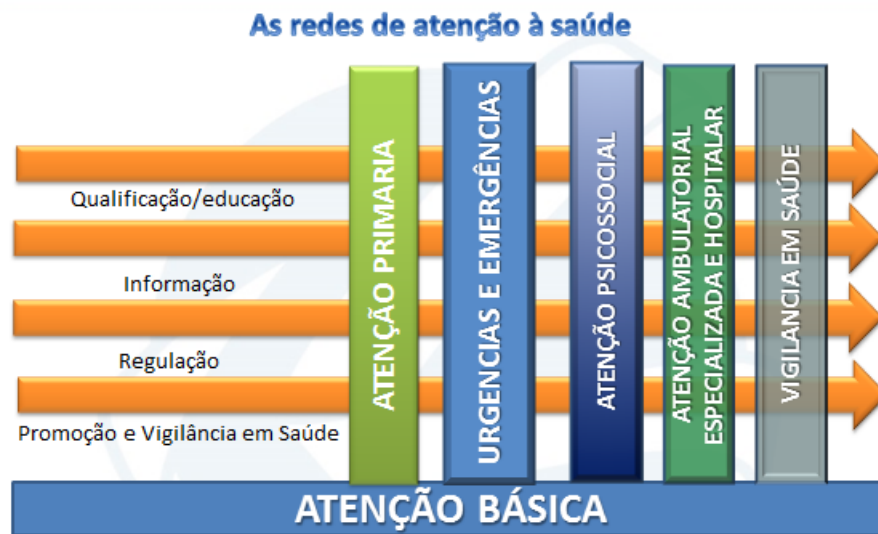 As redes de atenção à saúde
Qualificação/educação
Informação
Regulação
Promoção e Vigilância em Saúde
ATENÇÃO PRIMARIA
URGENCIAS E EMERGÊNCIAS
ATENÇÃO PSICOSSOCIAL
ATENÇÃO AMBULATORIAL
ESPECIALIZADA E HOSPITALAR
VIGILANCIA EM SAÚDE
ATENÇÃO BÁSICA